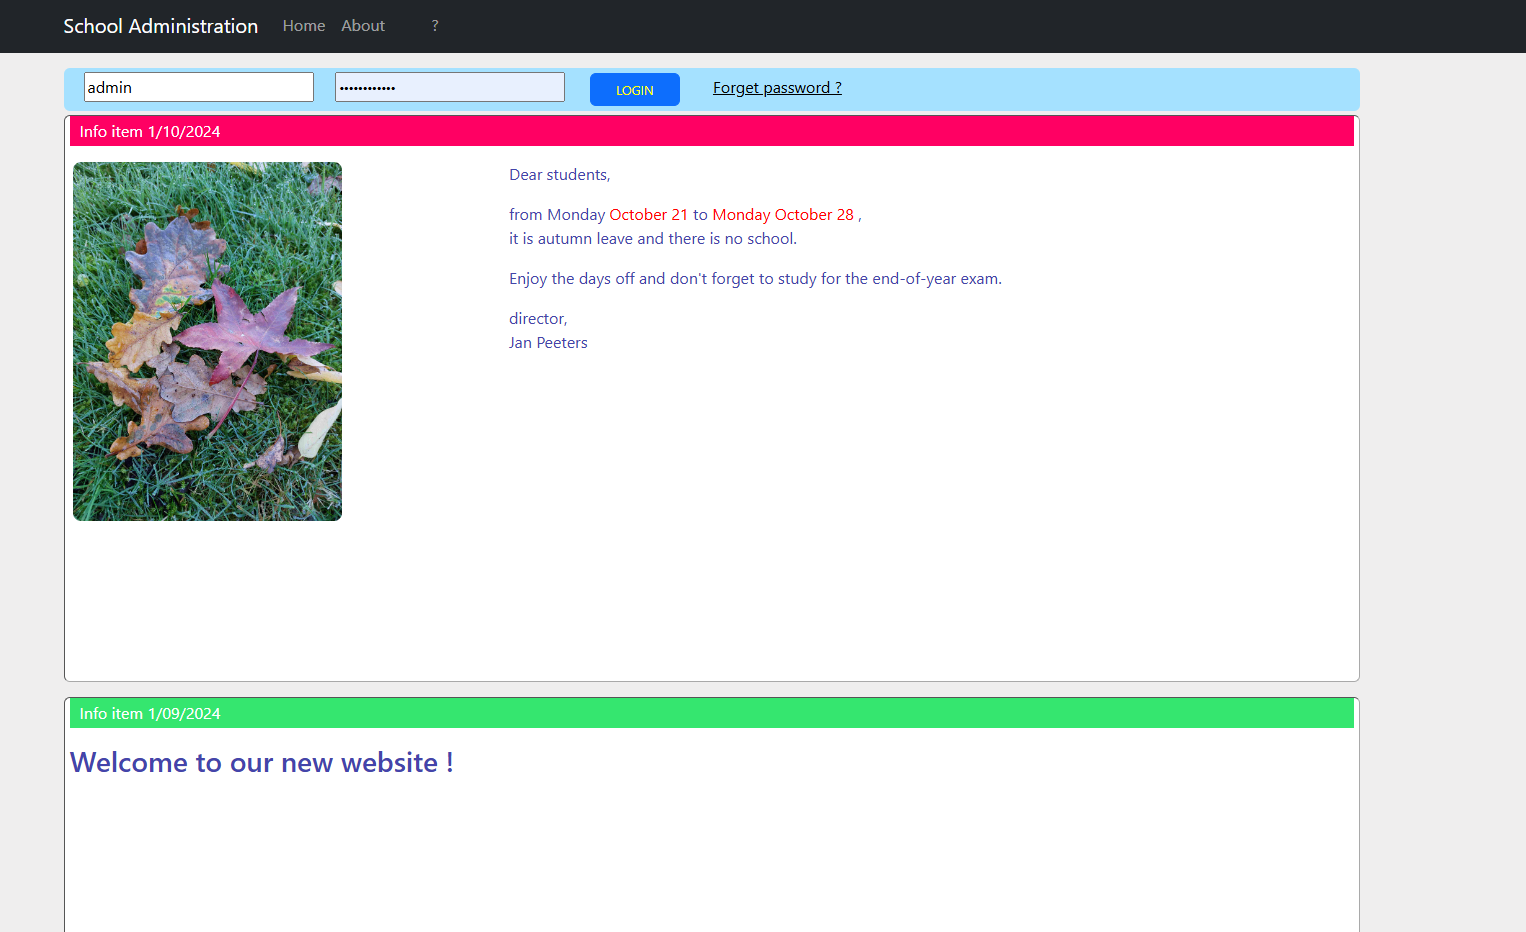 School Administration Home About ?
admin •••••••••••• LOGIN Forget password ?
Info item 1/10/2024
Dear students,
from Monday October 21 to Monday October 28 ,
it is autumn leave and there is no school.
Enjoy the days off and don't forget to study for the end-of-year exam.
director,
Jan Peeters
Info item 1/09/2024
Welcome to our new website !